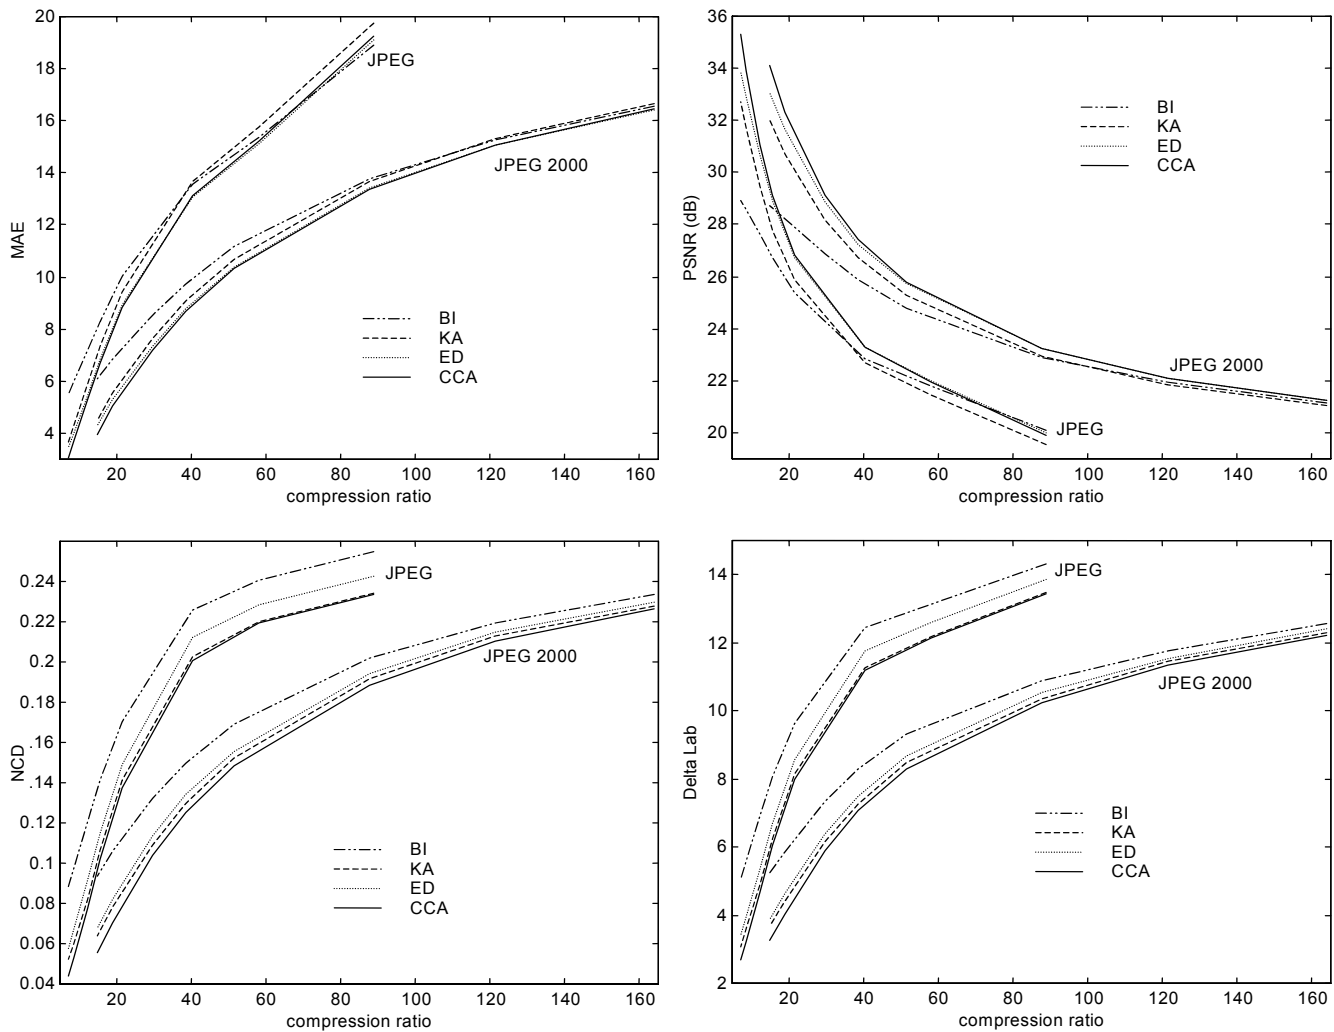 20
18
16
14
12
10
8
6
4
MAE
JPEG
JPEG 2000
BI
KA
ED
CCA
20 40 60 80 100 120 140 160
compression ratio
36
34
32
30
28
26
24
22
20
PSNR (dB)
BI
KA
ED
CCA
JPEG 2000
JPEG
20 40 60 80 100 120 140 160
compression ratio
0.24
0.22
0.2
0.18
0.16
0.14
0.12
0.1
0.08
0.06
0.04
NCD
JPEG
JPEG 2000
BI
KA
ED
CCA
20 40 60 80 100 120 140 160
compression ratio
14
12
10
8
6
4
2
Delta Lab
JPEG
JPEG 2000
BI
KA
ED
CCA
20 40 60 80 100 120 140 160
compression ratio